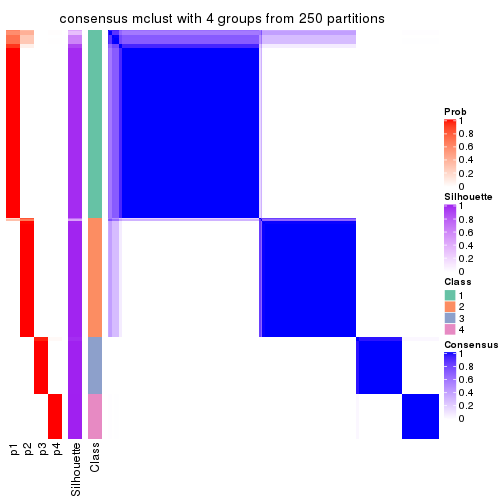 consensus mclust with 4 groups from 250 partitions
Prob
1
0.8
0.6
0.4
0.2
0
Silhouette
1
0.8
0.6
0.4
0.2
0
Class
1
2
3
4
Consensus
1
0.8
0.6
0.4
0.2
0
p1
p2
p3
p4
Silhouette
Class